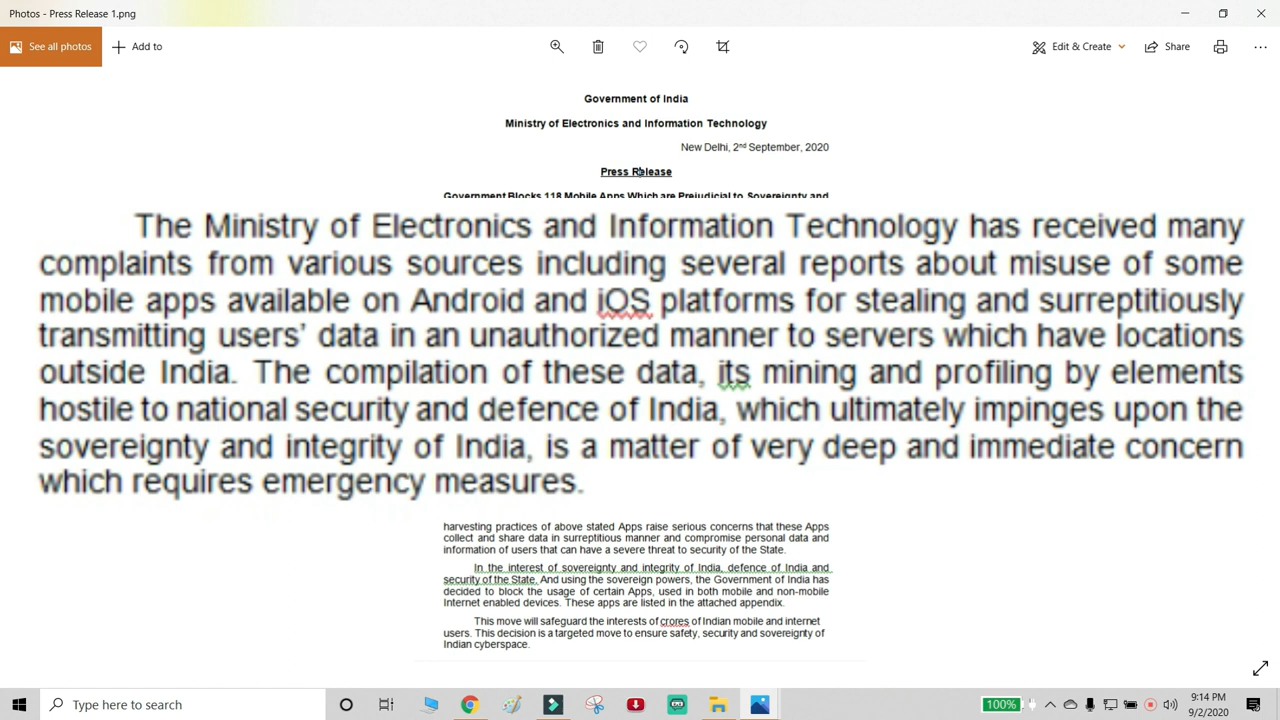 Photos - Press Release 1.png
See all photos
Add to
Edit & Create
Share
Government of India
Ministry of Electronics and Information Technology
New Delhi, 2nd September, 2020
Press Release
Government Blocks 118 Mobile Apps Which are Prejudicial to Sovereignty and
The Ministry of Electronics and Information Technology has received many
complaints from various sources including several reports about misuse of some
mobile apps available on Android and iOS platforms for stealing and surreptitiously
transmitting users’ data in an unauthorized manner to servers which have locations
outside India. The compilation of these data, its mining and profiling by elements
hostile to national security and defence of India, which ultimately impinges upon the
sovereignty and integrity of India, is a matter of very deep and immediate concern
which requires emergency measures.
harvesting practices of above stated Apps raise serious concerns that these Apps
collect and share data in surreptitious manner and compromise personal data and
information of users that can have a severe threat to security of the State.
In the interest of sovereignty and integrity of India, defence of India and
security of the State. And using the sovereign powers, the Government of India has
decided to block the usage of certain Apps, used in both mobile and non-mobile
Internet enabled devices. These apps are listed in the attached appendix.
This move will safeguard the interests of crores of Indian mobile and internet
users. This decision is a targeted move to ensure safety, security and sovereignty of
Indian cyberspace.
Type here to search
100%
9:14 PM
9/2/2020